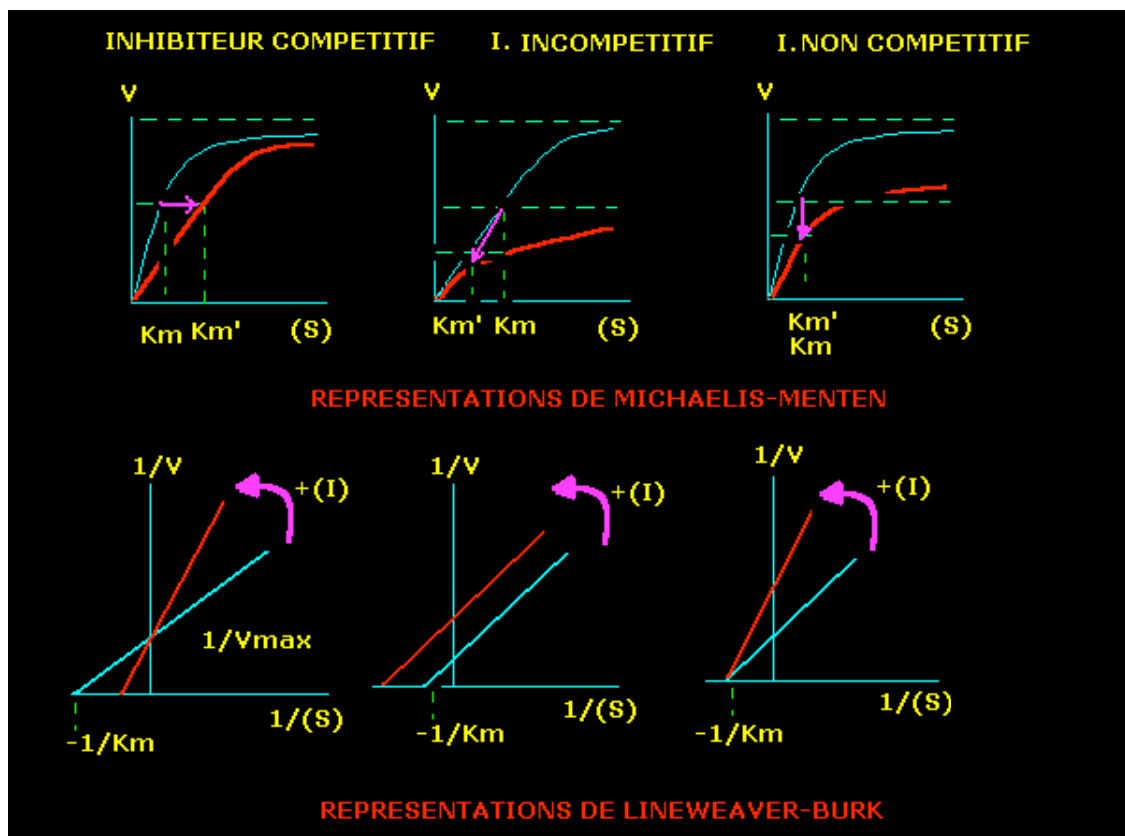 INHIBITEUR COMPETITIF
I. INCOMPETITIF
I. NON COMPETITIF
V
V
V
Km Km' (S)
Km' Km (S)
Km' (S)
Km
REPRESENTATIONS DE MICHAELIS-MENTEN
1/V
+(I)
1/Vmax
1/(S)
-1/Km
1/V
+(I)
1/(S)
-1/Km
1/V
+(I)
1/(S)
-1/Km
REPRESENTATIONS DE LINEWEAVER-BURK